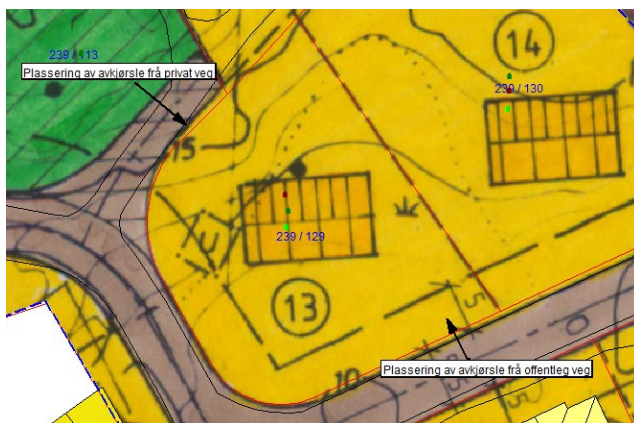 14
239 / 113
Plassering av avkjørsle frå privat veg
239 / 130
15
239 / 129
13
5
Plassering av avkjørsle frå offentleg veg
10